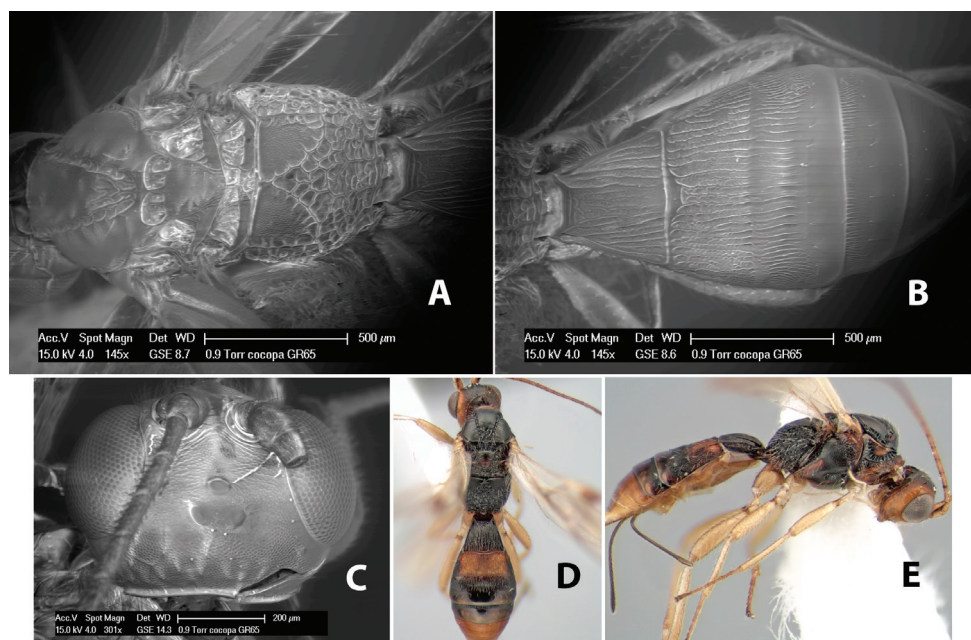 A
Acc.V Spot Magn Det WD 500 µm
15.0 kV 4.0 145x GSE 8.7 0.9 Torr cocopa GR65
B
Acc.V Spot Magn Det WD 500 µm
15.0 kV 4.0 145x GSE 8.6 0.9 Torr cocopa GR65
C
Acc.V Spot Magn Det WD 200 µm
15.0 kV 4.0 301x GSE 14.3 0.9 Torr cocopa GR65
D
E